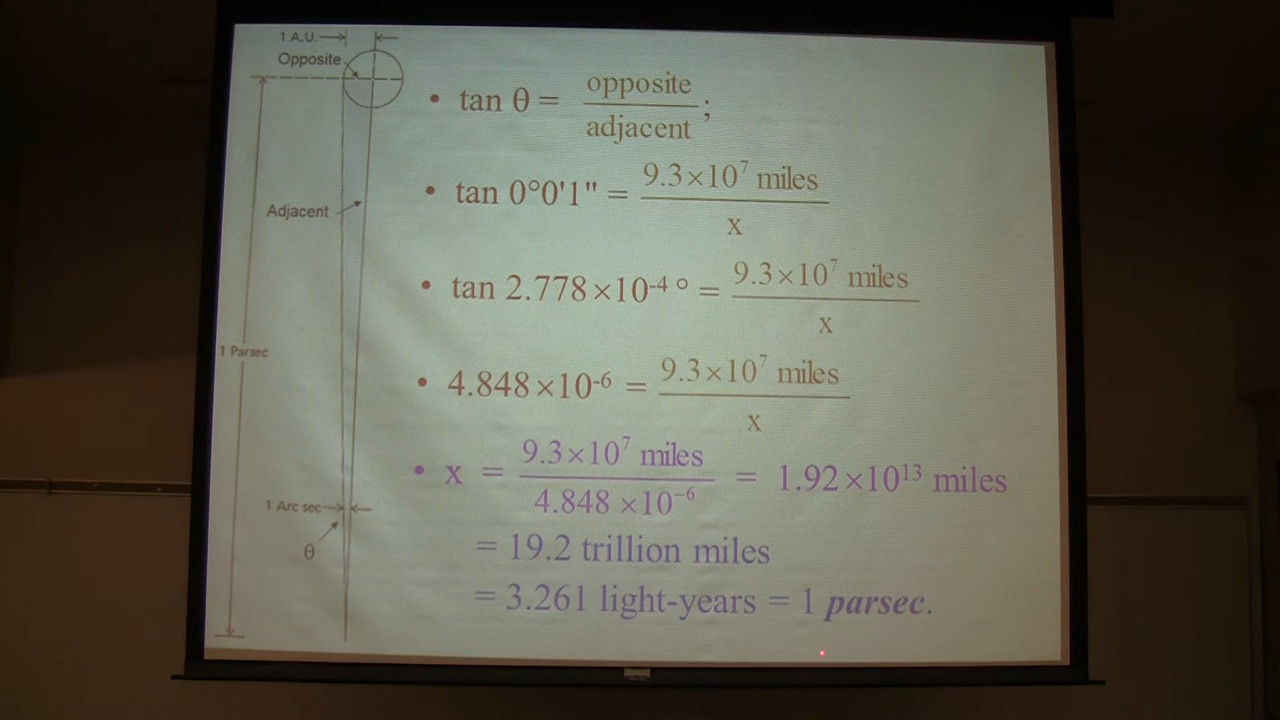 1 A.U.
Opposite
Adjacent
1 Parsec
1 Arc sec
θ
• tan θ = opposite / adjacent ;
• tan 0°0'1" = 9.3×10⁷ miles / x
• tan 2.778×10⁻⁴ ° = 9.3×10⁷ miles / x
• 4.848×10⁻⁶ = 9.3×10⁷ miles / x
• x = 9.3×10⁷ miles / 4.848 ×10⁻⁶ = 1.92×10¹³ miles
= 19.2 trillion miles
= 3.261 light-years = 1 parsec.